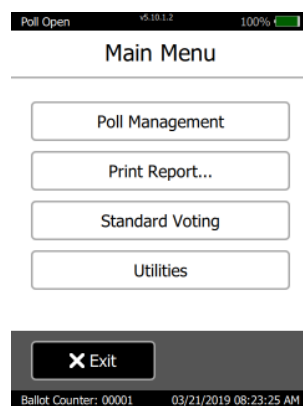 Poll Open v5.10.1.2 100%
Main Menu
Poll Management
Print Report...
Standard Voting
Utilities
Exit
Ballot Counter: 00001 03/21/2019 08:23:25 AM